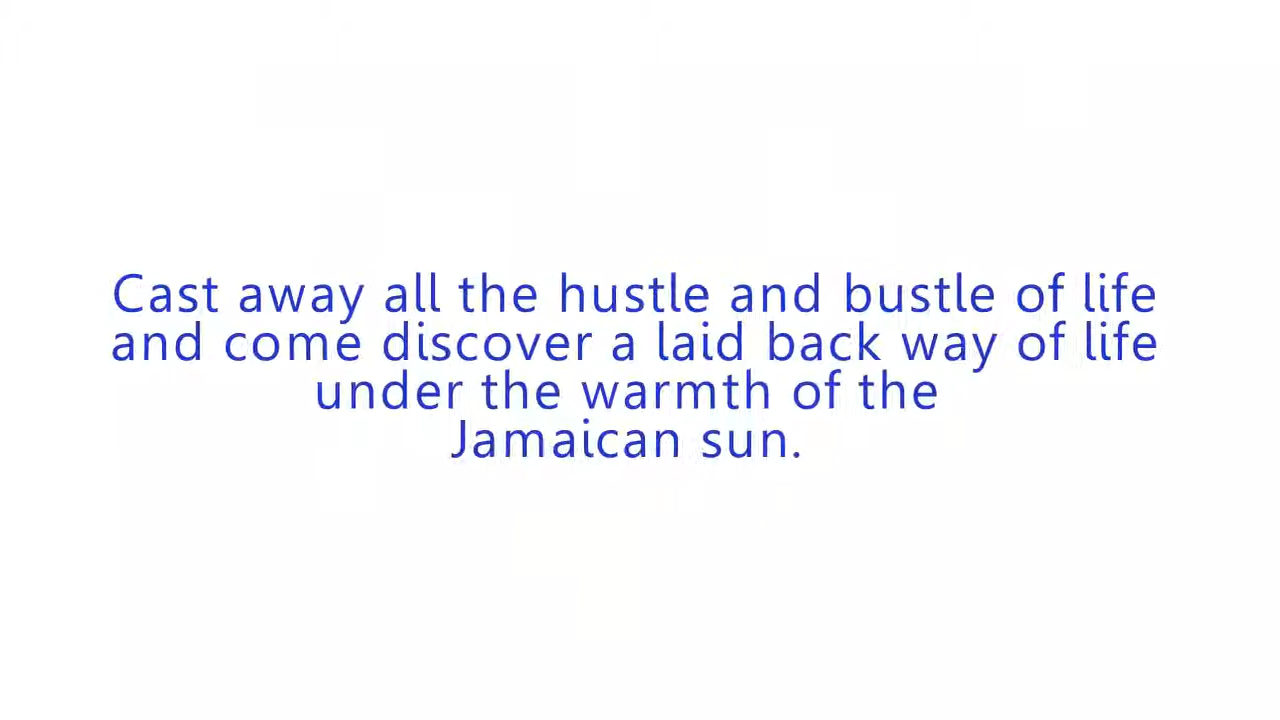 Cast away all the hustle and bustle of life
and come discover a laid back way of life
under the warmth of the
Jamaican sun.